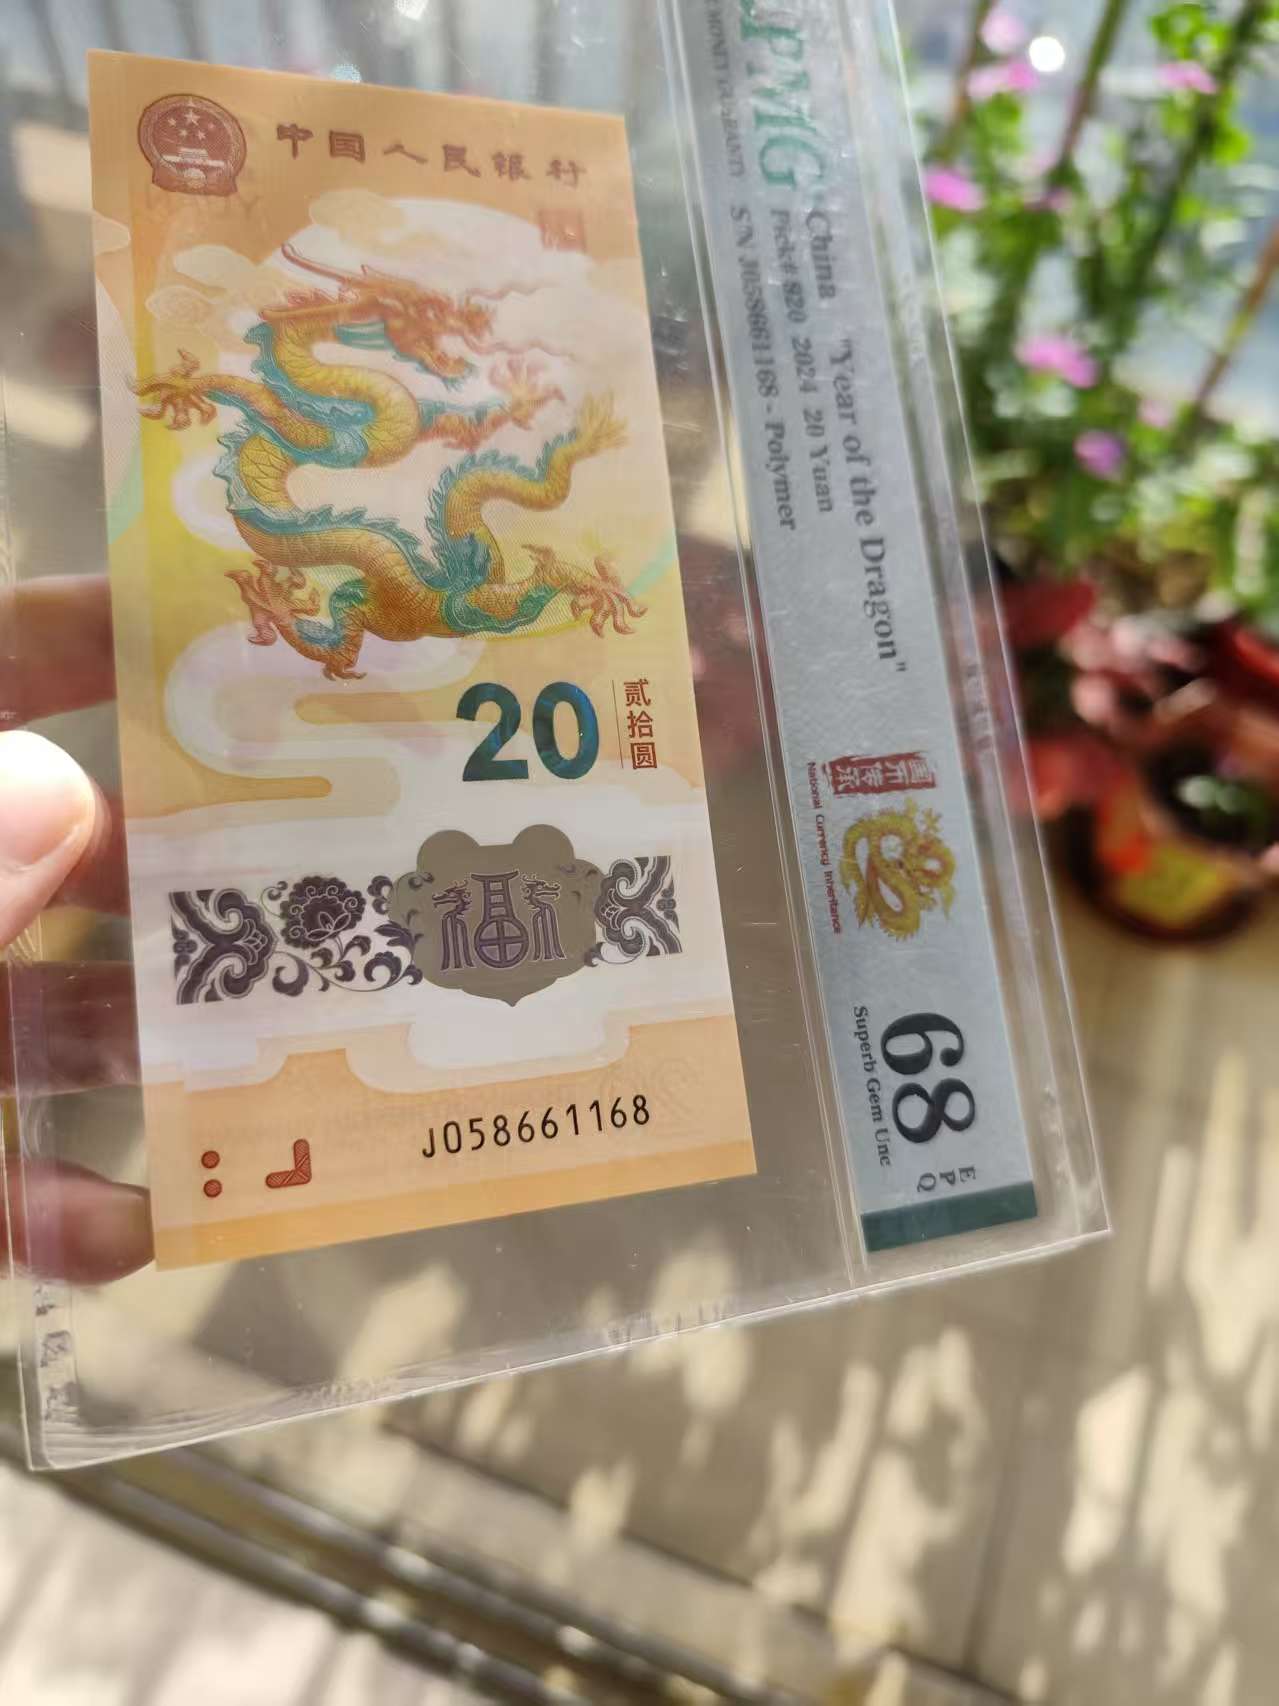 中国人民银行
20
贰拾圆
J058661168
PMG
China "Year of the Dragon"
Pick# 820 2024 20 Yuan
S/N J058661168 - Polymer
National Currency Inheritance
68
EPQ
Superb Gem Unc